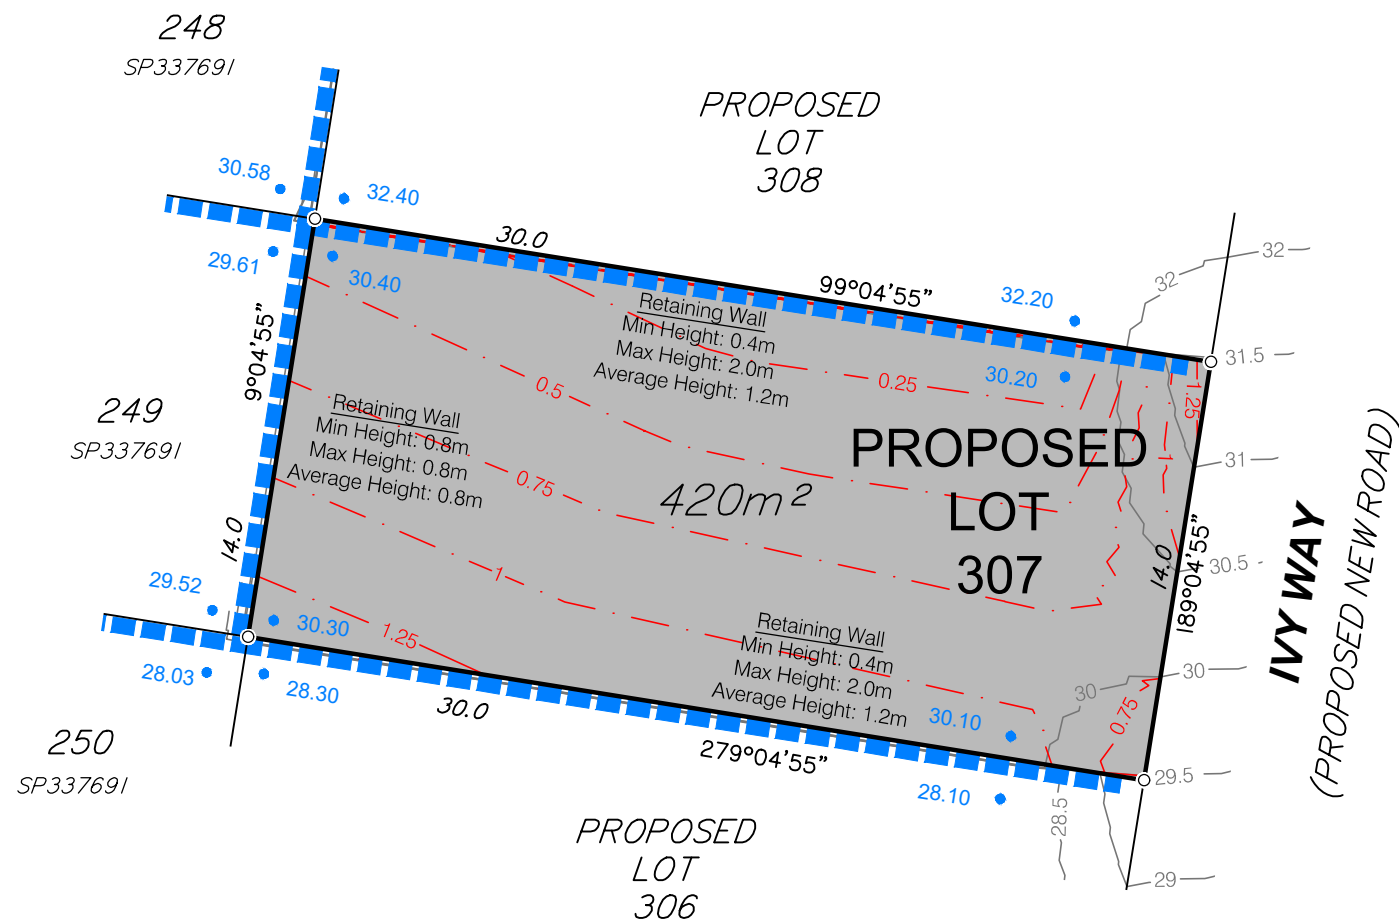 248
SP337691
PROPOSED
LOT
308
30.58
32.40
29.61
30.40
30.0
99°04'55"
32.20
30.20
32
32
31.5
31
30.5
30
30
29.5
29
28.5
Retaining Wall
Min Height: 0.4m
Max Height: 2.0m
Average Height: 1.2m
0.25
0.5
0.75
1
1.25
1.25
0.75
9°04'55"
14.0
249
SP337691
Retaining Wall
Min Height: 0.8m
Max Height: 0.8m
Average Height: 0.8m
420m²
PROPOSED
LOT
307
14.0
189°04'55"
IVY WAY
(PROPOSED NEW ROAD)
29.52
30.30
28.03
28.30
Retaining Wall
Min Height: 0.4m
Max Height: 2.0m
Average Height: 1.2m
30.10
28.10
30.0
279°04'55"
250
SP337691
PROPOSED
LOT
306